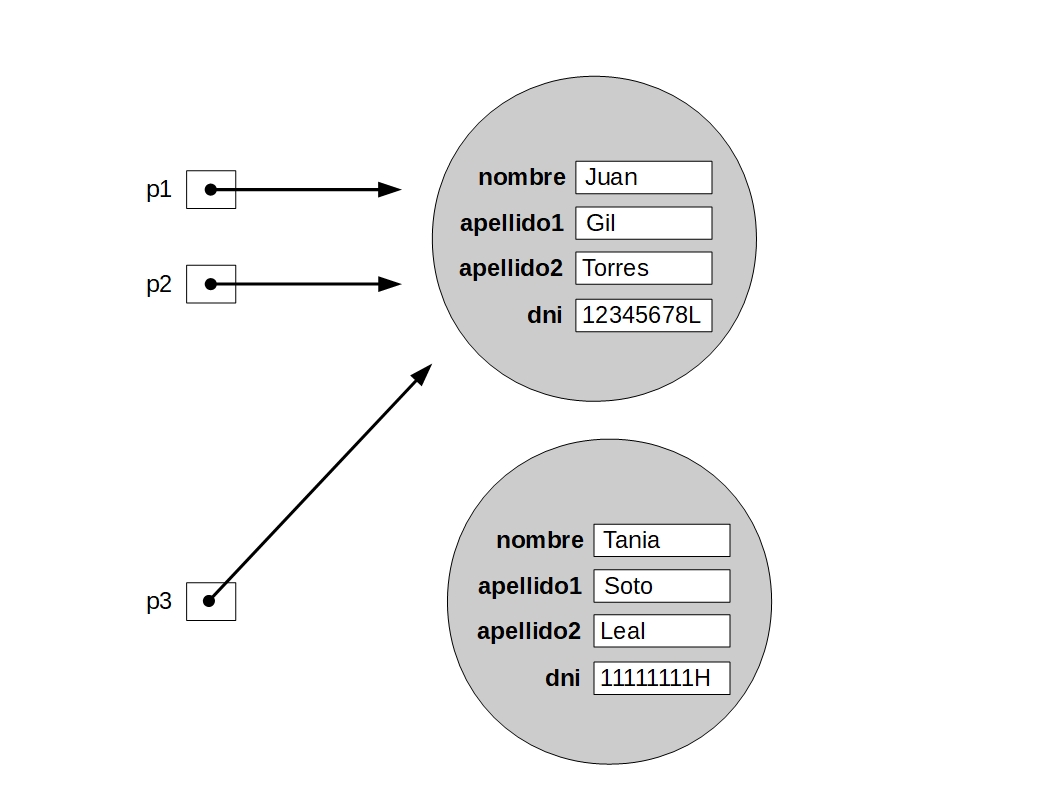 p1
p2
nombre Juan
apellido1 Gil
apellido2 Torres
dni 12345678L
p3
nombre Tania
apellido1 Soto
apellido2 Leal
dni 11111111H